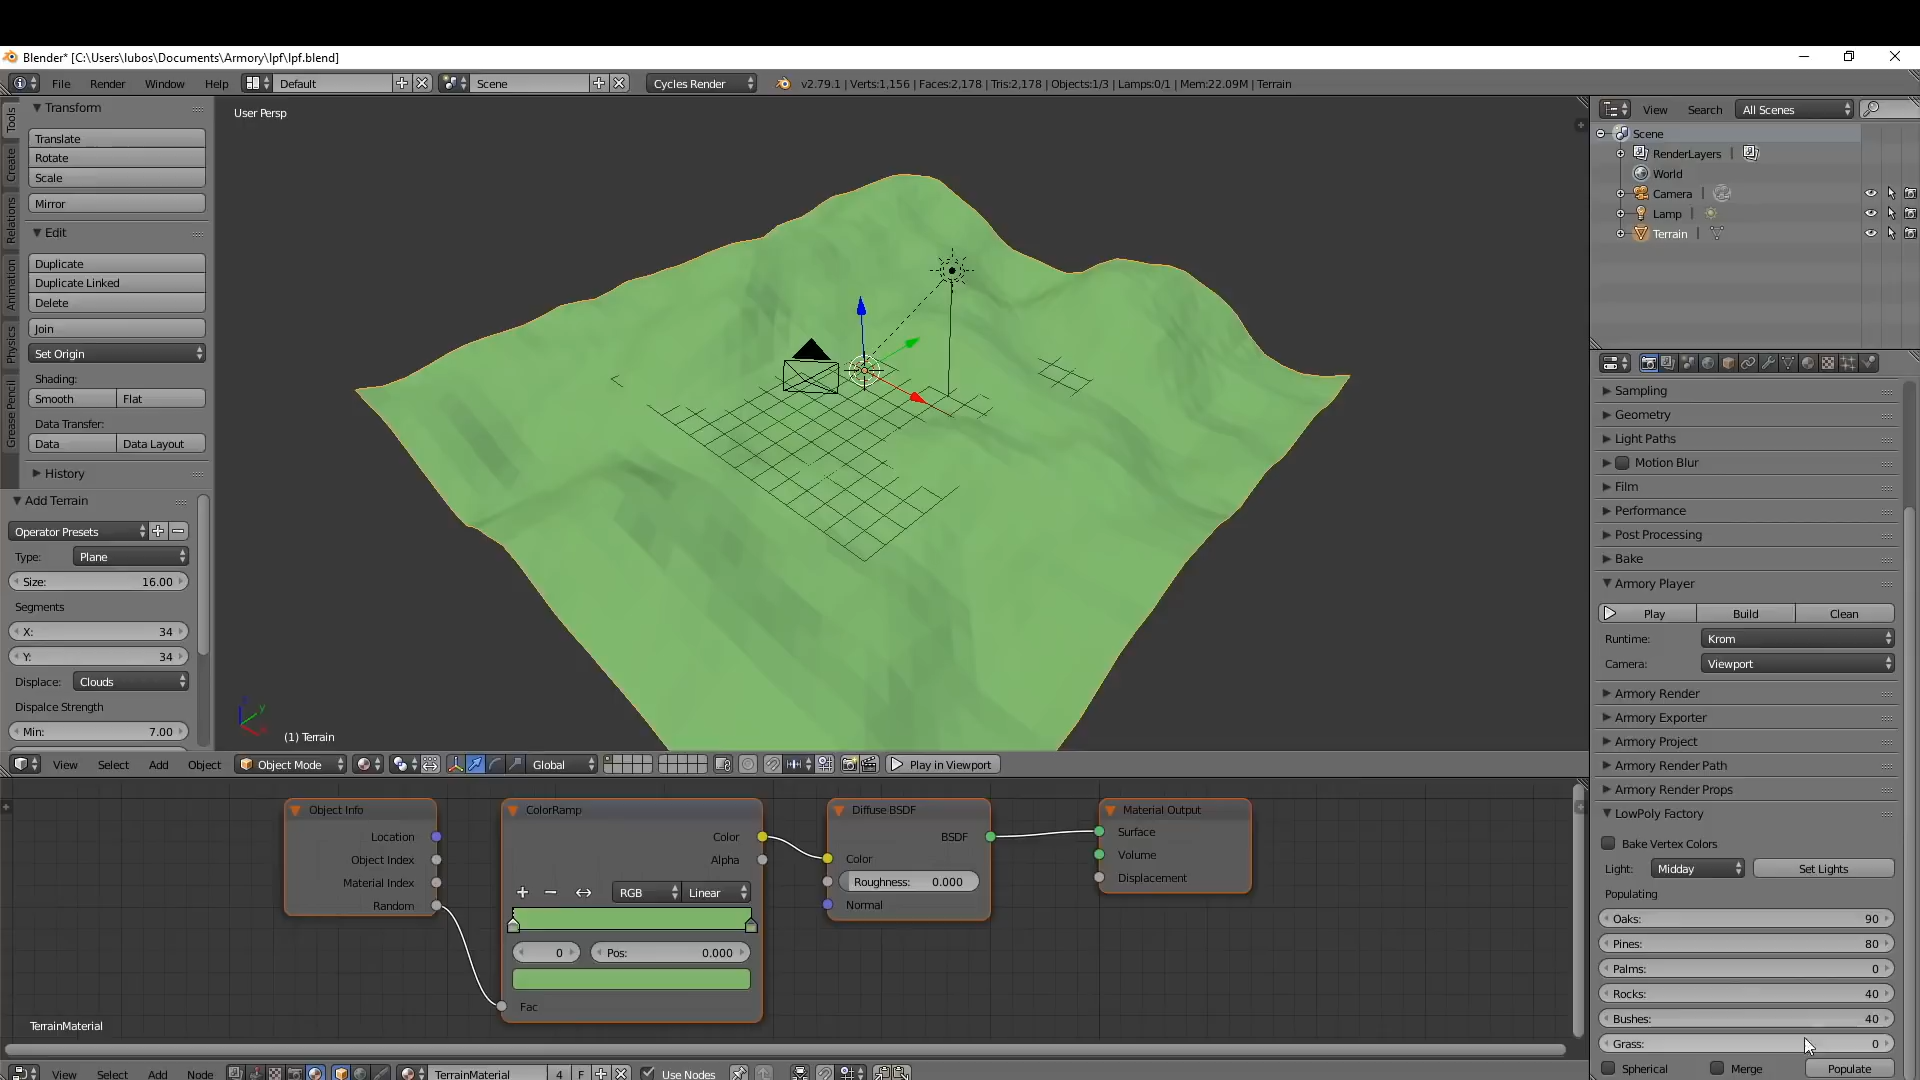 Blender* [C:\Users\lubos\Documents\Armory\lpf\lpf.blend]
File Render Window Help Default Scene Cycles Render v2.79.1 | Verts:1,156 | Faces:2,178 | Tris:2,178 | Objects:1/3 | Lamps:0/1 | Mem:22.09M | Terrain
Tools
Create
Relations
Animation
Physics
Grease Pencil
Transform
Translate
Rotate
Scale
Mirror
Edit
Duplicate
Duplicate Linked
Delete
Join
Set Origin
Shading:
Smooth Flat
Data Transfer:
Data Data Layout
History
Add Terrain
Operator Presets
Type: Plane
Size: 16.00
Segments
X: 34
Y: 34
Displace: Clouds
Dispalce Strength
Min: 7.00
User Persp
(1) Terrain
View Select Add Object Object Mode Global Play in Viewport
Object Info
Location
Object Index
Material Index
Random
ColorRamp
Color
Alpha
RGB Linear
0 Pos: 0.000
Fac
Diffuse BSDF
BSDF
Color
Roughness: 0.000
Normal
Material Output
Surface
Volume
Displacement
TerrainMaterial
View Select Add Node TerrainMaterial 4 F Use Nodes
View Search All Scenes
Scene
RenderLayers
World
Camera
Lamp
Terrain
Sampling
Geometry
Light Paths
Motion Blur
Film
Performance
Post Processing
Bake
Armory Player
Play Build Clean
Runtime: Krom
Camera: Viewport
Armory Render
Armory Exporter
Armory Project
Armory Render Path
Armory Render Props
LowPoly Factory
Bake Vertex Colors
Light: Midday Set Lights
Populating
Oaks: 90
Pines: 80
Palms: 0
Rocks: 40
Bushes: 40
Grass: 0
Spherical Merge Populate